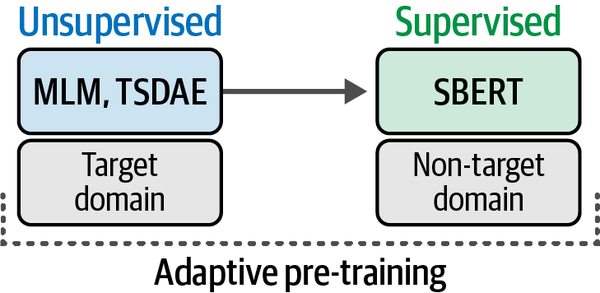 Unsupervised
MLM, TSDAE
Target
domain
Supervised
SBERT
Non-target
domain
Adaptive pre-training